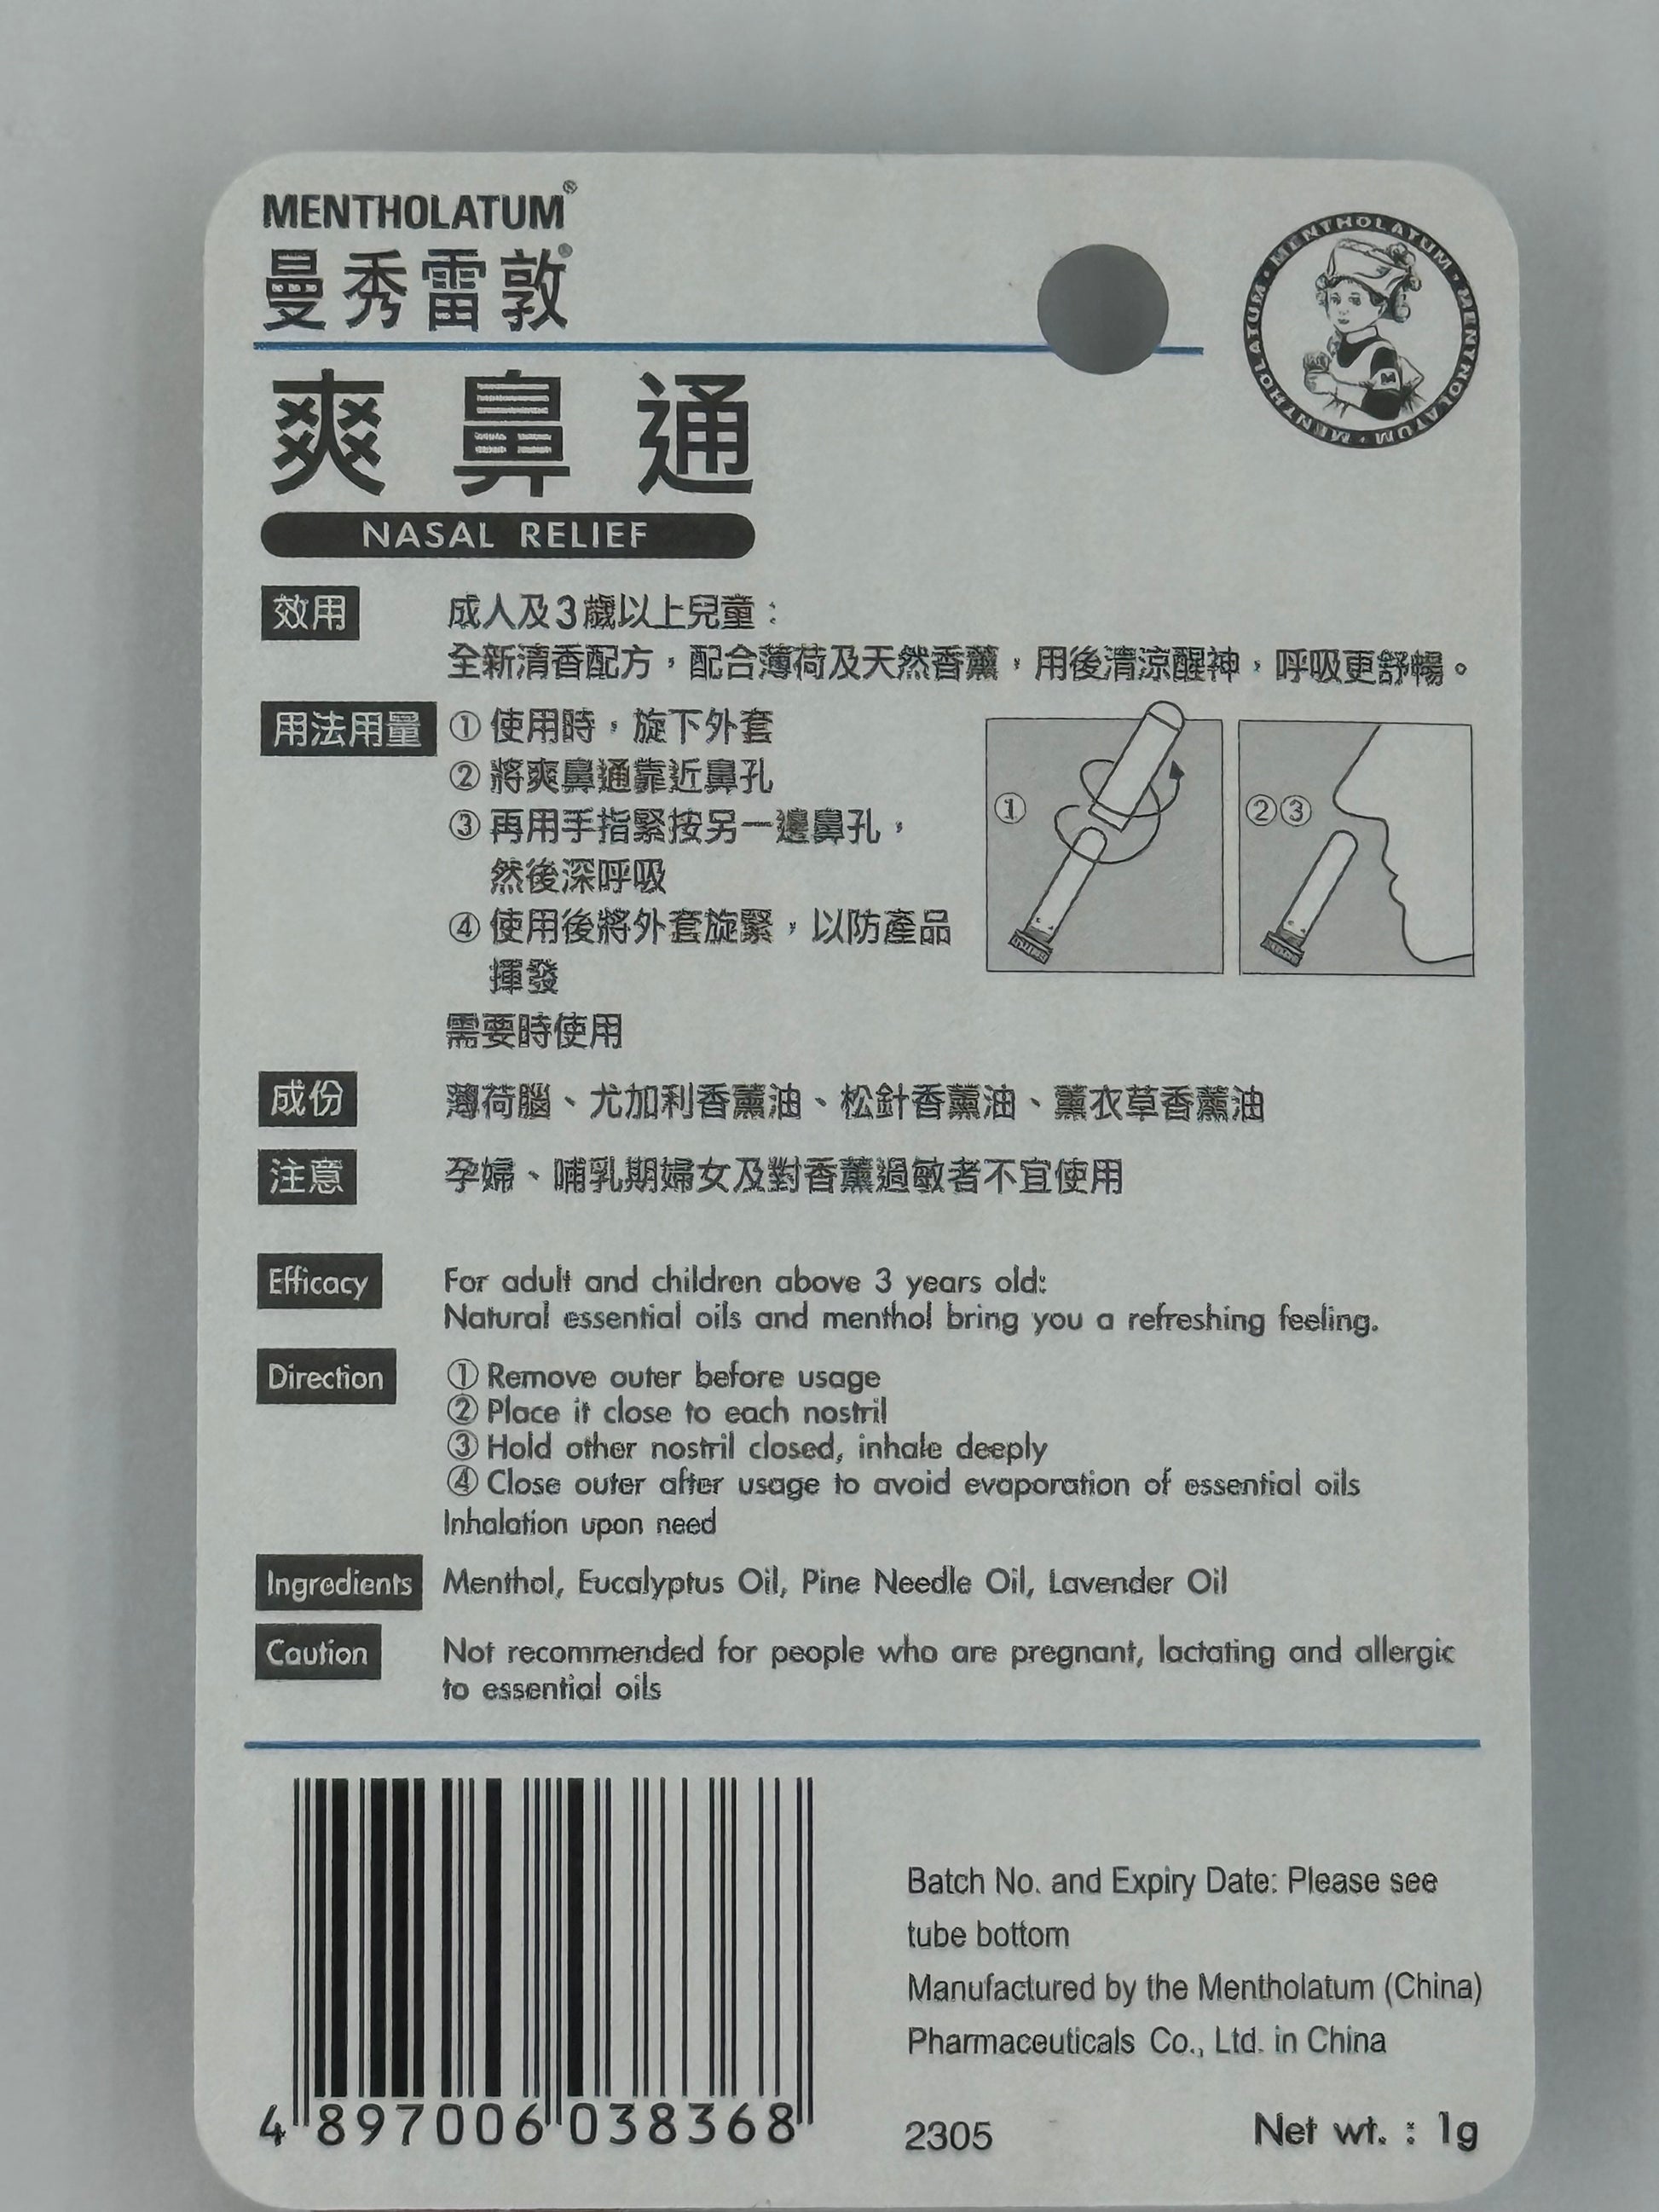 MENTHOLATUM®
曼秀雷敦®
MENTHOLATUM · MENTHOLATUM · MENTHOLATUM ·
爽鼻通
NASAL RELIEF
效用 成人及3歲以上兒童：
全新清香配方，配合薄荷及天然香薰，用後清涼醒神，呼吸更舒暢。
用法用量 ① 使用時，旋下外套
② 將爽鼻通靠近鼻孔
③ 再用手指緊按另一邊鼻孔，
然後深呼吸
④ 使用後將外套旋緊，以防產品
揮發
需要時使用
① ②③
成份 薄荷腦、尤加利香薰油、松針香薰油、薰衣草香薰油
注意 孕婦、哺乳期婦女及對香薰過敏者不宜使用
Efficacy For adult and children above 3 years old:
Natural essential oils and menthol bring you a refreshing feeling.
Direction ① Remove outer before usage
② Place it close to each nostril
③ Hold other nostril closed, inhale deeply
④ Close outer after usage to avoid evaporation of essential oils
Inhalation upon need
Ingredients Menthol, Eucalyptus Oil, Pine Needle Oil, Lavender Oil
Caution Not recommended for people who are pregnant, lactating and allergic
to essential oils
Batch No. and Expiry Date: Please see
tube bottom
Manufactured by the Mentholatum (China)
Pharmaceuticals Co., Ltd. in China
4 897006 038368
2305 Net wt. : 1g